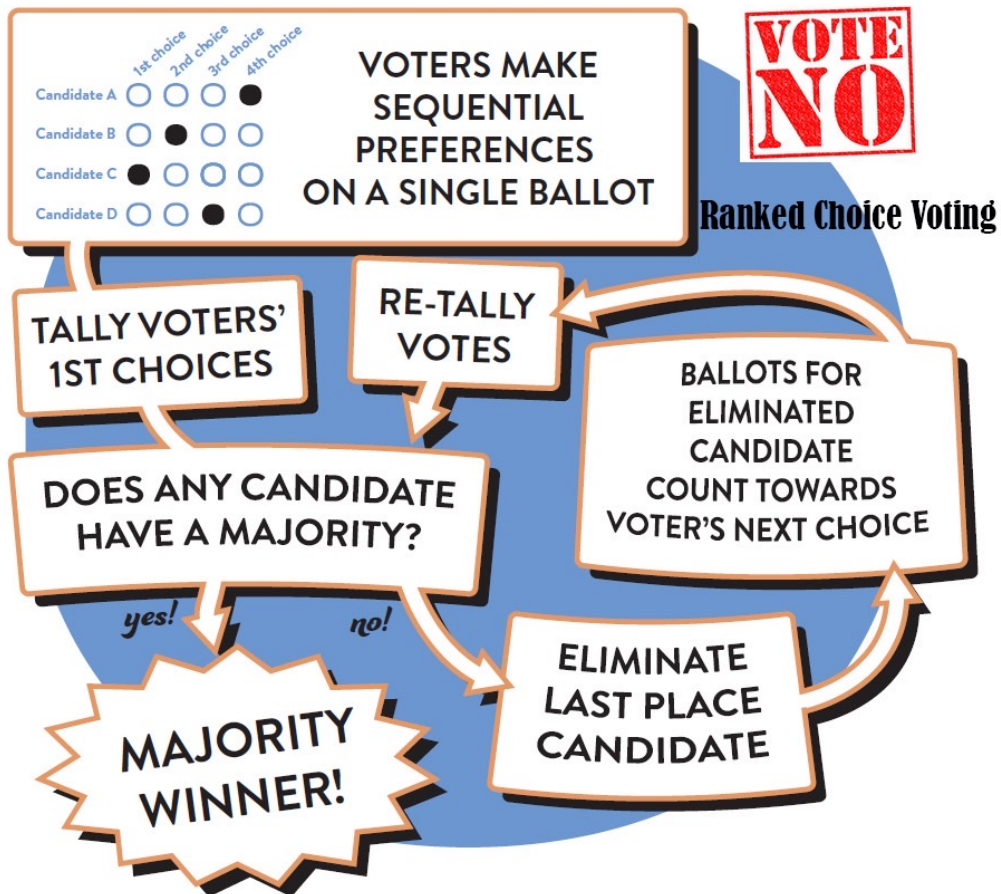 1st choice
2nd choice
3rd choice
4th choice
Candidate A
Candidate B
Candidate C
Candidate D
VOTERS MAKE
SEQUENTIAL
PREFERENCES
ON A SINGLE BALLOT
VOTE
NO
Ranked Choice Voting
TALLY VOTERS'
1ST CHOICES
RE-TALLY
VOTES
BALLOTS FOR
ELIMINATED
CANDIDATE
COUNT TOWARDS
VOTER'S NEXT CHOICE
DOES ANY CANDIDATE
HAVE A MAJORITY?
yes!
no!
ELIMINATE
LAST PLACE
CANDIDATE
MAJORITY
WINNER!